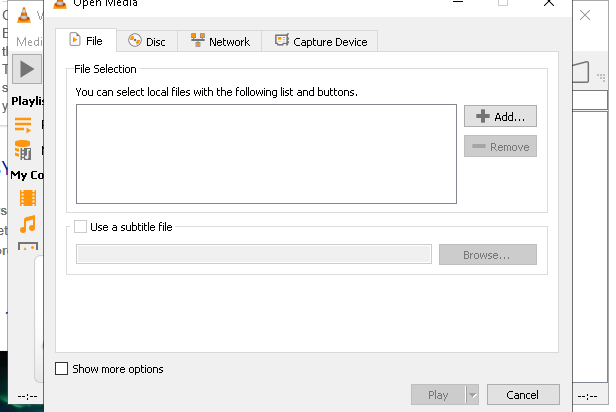 Open Media
Medi
File
Disc
Network
Capture Device
File Selection
You can select local files with the following list and buttons.
Add...
Remove
Playlis
My Co
Use a subtitle file
Browse...
Show more options
--:--
Play
Cancel
--:--